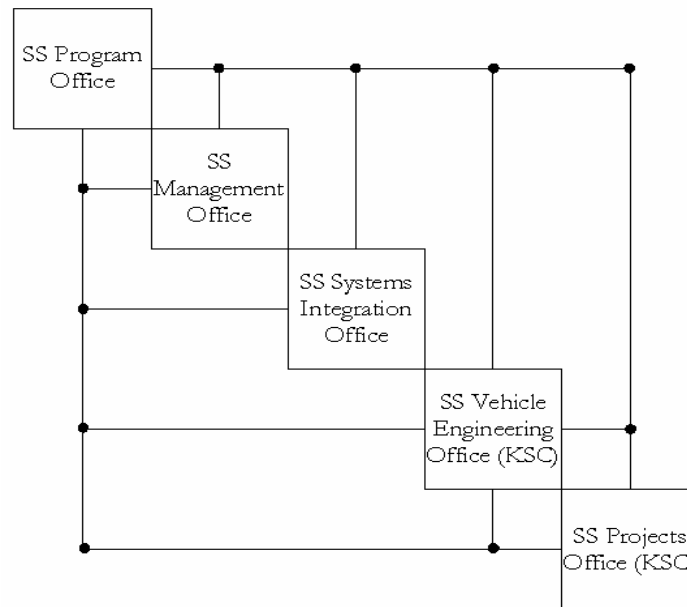 SS Program
Office
SS
Management
Office
SS Systems
Integration
Office
SS Vehicle
Engineering
Office (KSC)
SS Projects
Office (KSC